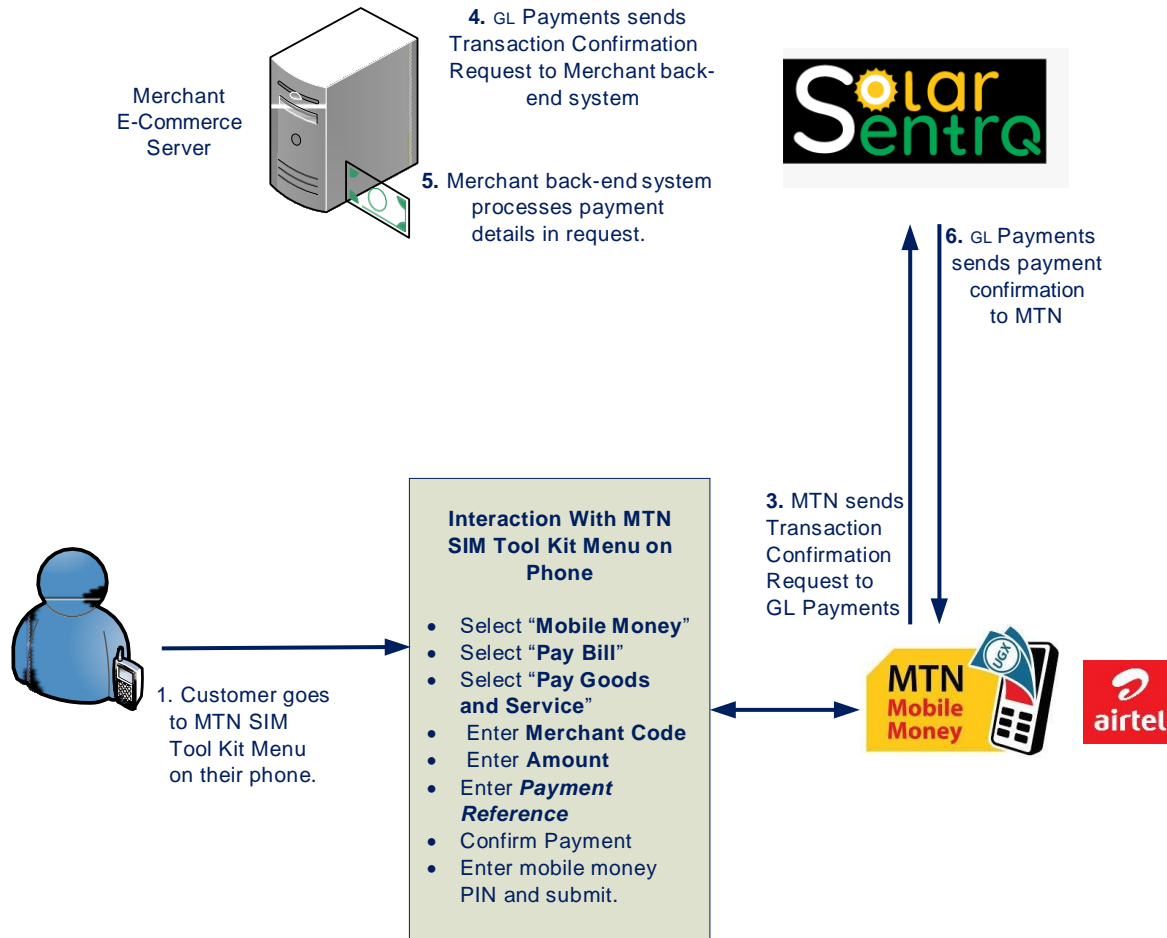 Merchant
E-Commerce
Server
4. GL Payments sends
Transaction Confirmation
Request to Merchant back-
end system
5. Merchant back-end system
processes payment
details in request.
Solar
Sentra
6. GL Payments
sends payment
confirmation
to MTN
3. MTN sends
Transaction
Confirmation
Request to
GL Payments
1. Customer goes
to MTN SIM
Tool Kit Menu
on their phone.
Interaction With MTN
SIM Tool Kit Menu on
Phone
• Select “Mobile Money”
• Select “Pay Bill”
• Select “Pay Goods
and Service”
• Enter Merchant Code
• Enter Amount
• Enter Payment
Reference
• Confirm Payment
• Enter mobile money
PIN and submit.
MTN
Mobile
Money
UGX
airtel